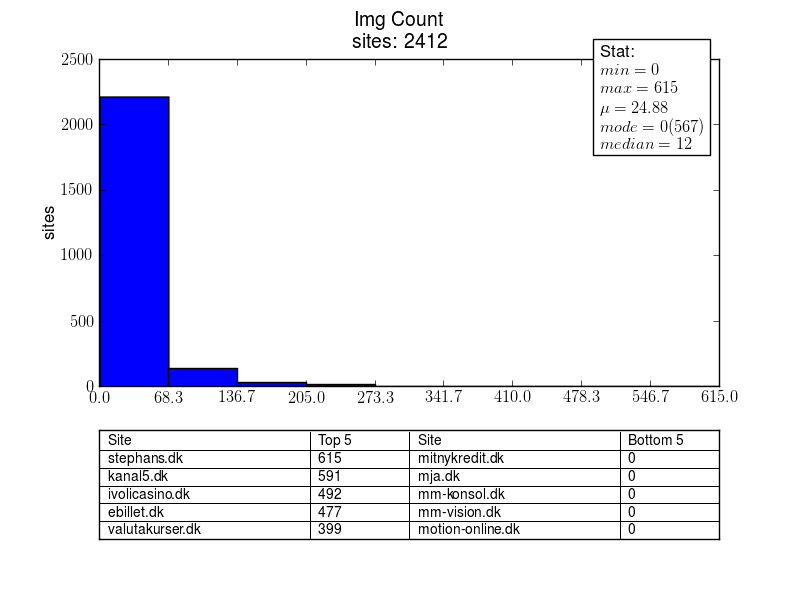 Img Count
sites: 2412
Stat:
min = 0
max = 615
μ = 24.88
mode = 0(567)
median = 12
2500
2000
1500
1000
500
0
sites
0.0 68.3 136.7 205.0 273.3 341.7 410.0 478.3 546.7 615.0
Site Top 5 Site Bottom 5
stephans.dk 615 mitnykredit.dk 0
kanal5.dk 591 mja.dk 0
ivolicasino.dk 492 mm-konsol.dk 0
ebillet.dk 477 mm-vision.dk 0
valutakurser.dk 399 motion-online.dk 0